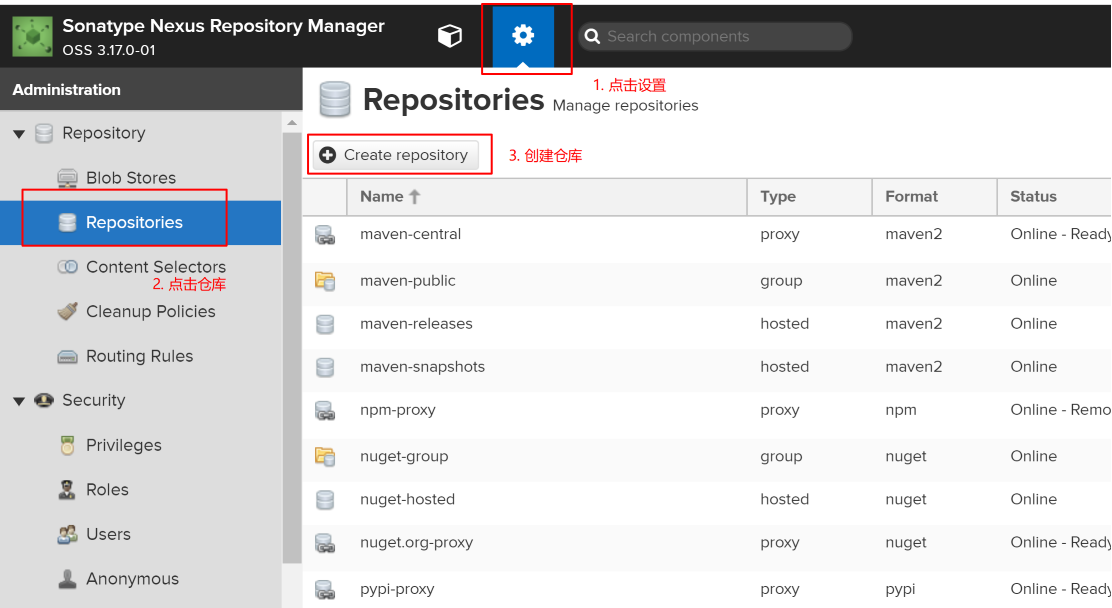 Sonatype Nexus Repository Manager
OSS 3.17.0-01
Search components
1. 点击设置
Administration
Repositories Manage repositories
Repository
Create repository
3. 创建仓库
Blob Stores
Repositories
Content Selectors
2. 点击仓库
Cleanup Policies
Routing Rules
Security
Privileges
Roles
Users
Anonymous
Name Type Format Status
maven-central proxy maven2 Online - Ready
maven-public group maven2 Online
maven-releases hosted maven2 Online
maven-snapshots hosted maven2 Online
npm-proxy proxy npm Online - Remo
nuget-group group nuget Online
nuget-hosted hosted nuget Online
nuget.org-proxy proxy nuget Online - Ready
pypi-proxy proxy pypi Online - Ready